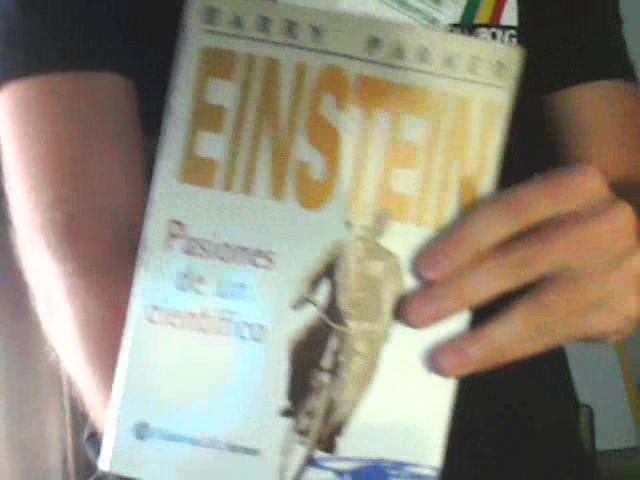 BARRY PARKER
EINSTEIN
Pasiones
de un
científico